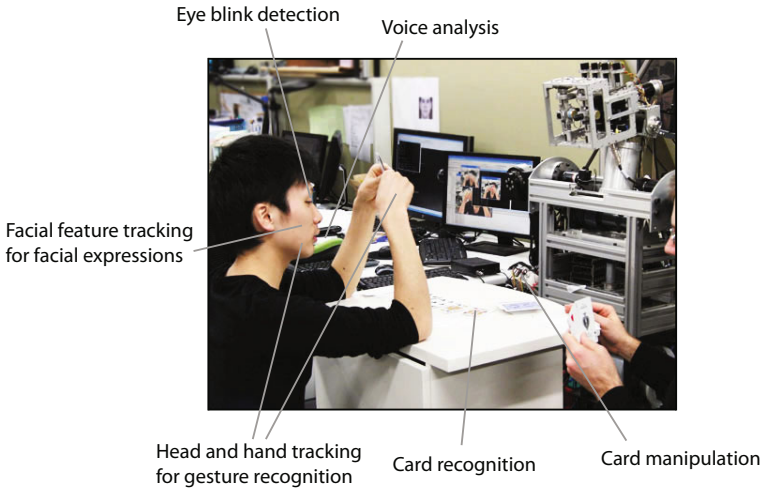 Eye blink detection
Voice analysis
Facial feature tracking
for facial expressions
Head and hand tracking
for gesture recognition
Card recognition
Card manipulation